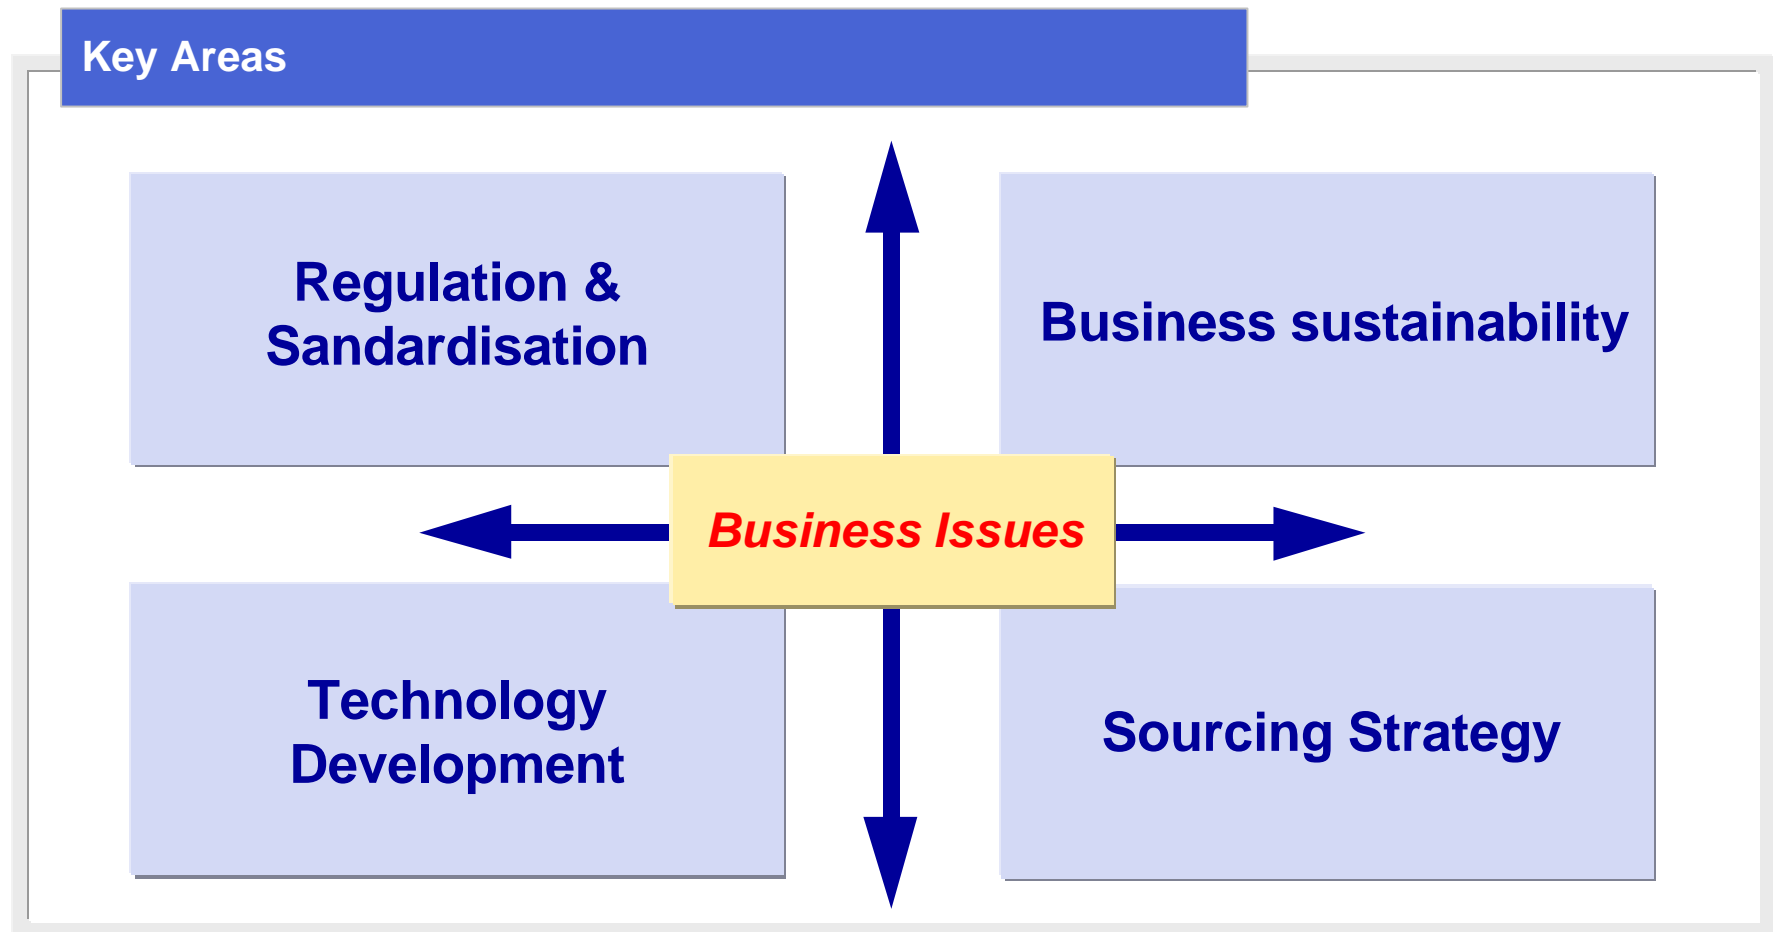 Key Areas
Regulation &
Sandardisation
Business sustainability
Business Issues
Technology
Development
Sourcing Strategy